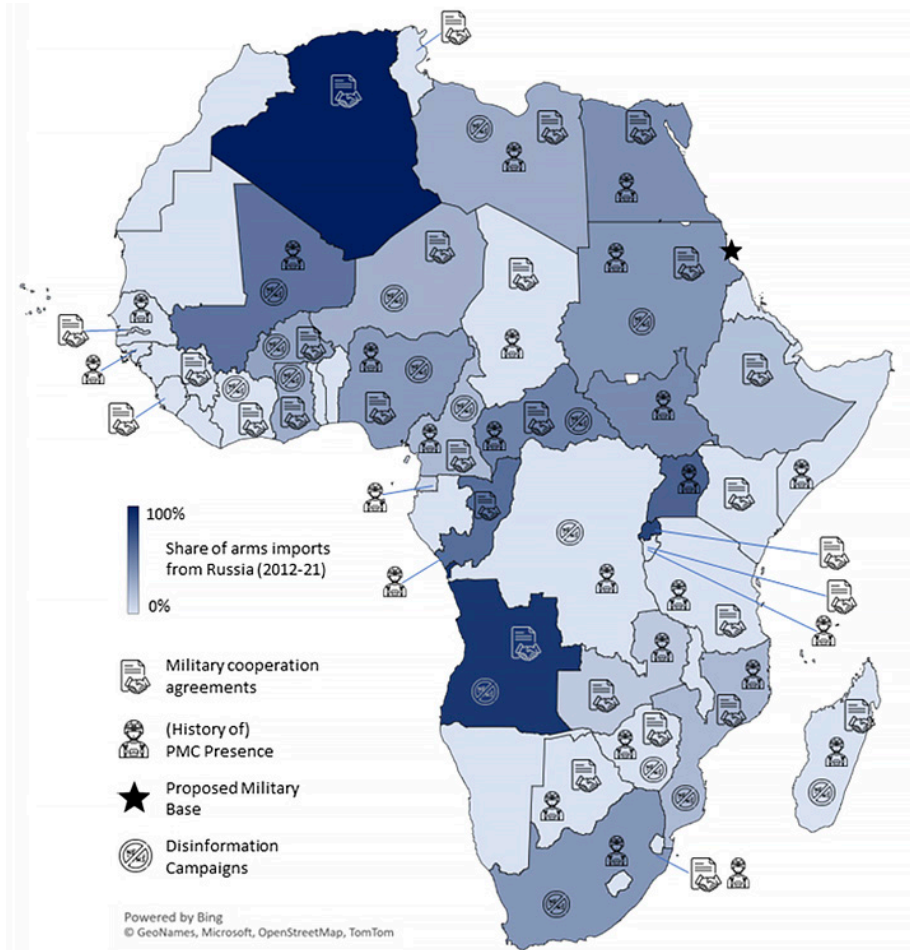 100%
Share of arms imports
from Russia (2012-21)
0%
Military cooperation
agreements
(History of)
PMC Presence
Proposed Military
Base
Disinformation
Campaigns
Powered by Bing
© GeoNames, Microsoft, OpenStreetMap, TomTom